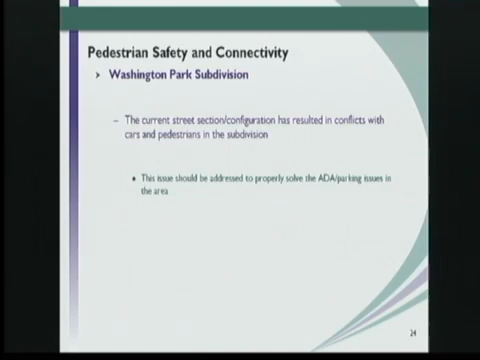 Pedestrian Safety and Connectivity
› Washington Park Subdivision
– The current street section/configuration has resulted in conflicts with
cars and pedestrians in the subdivision
• This issue should be addressed to properly solve the ADA/parking issues in
the area
24